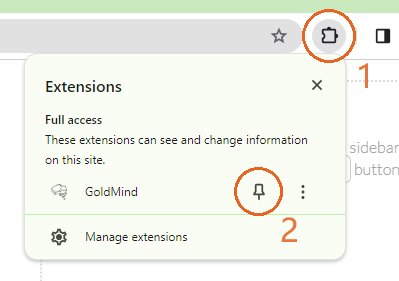 1
Extensions
Full access
These extensions can see and change information
on this site.
sidebar
button
GoldMind
2
Manage extensions